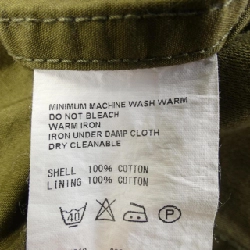 MINIMUM MACHINE WASH WARM
DO NOT BLEACH
WARM IRON
IRON UNDER DAMP CLOTH
DRY CLEANABLE
SHELL 100% COTTON
LINING 100% COTTON
40 P